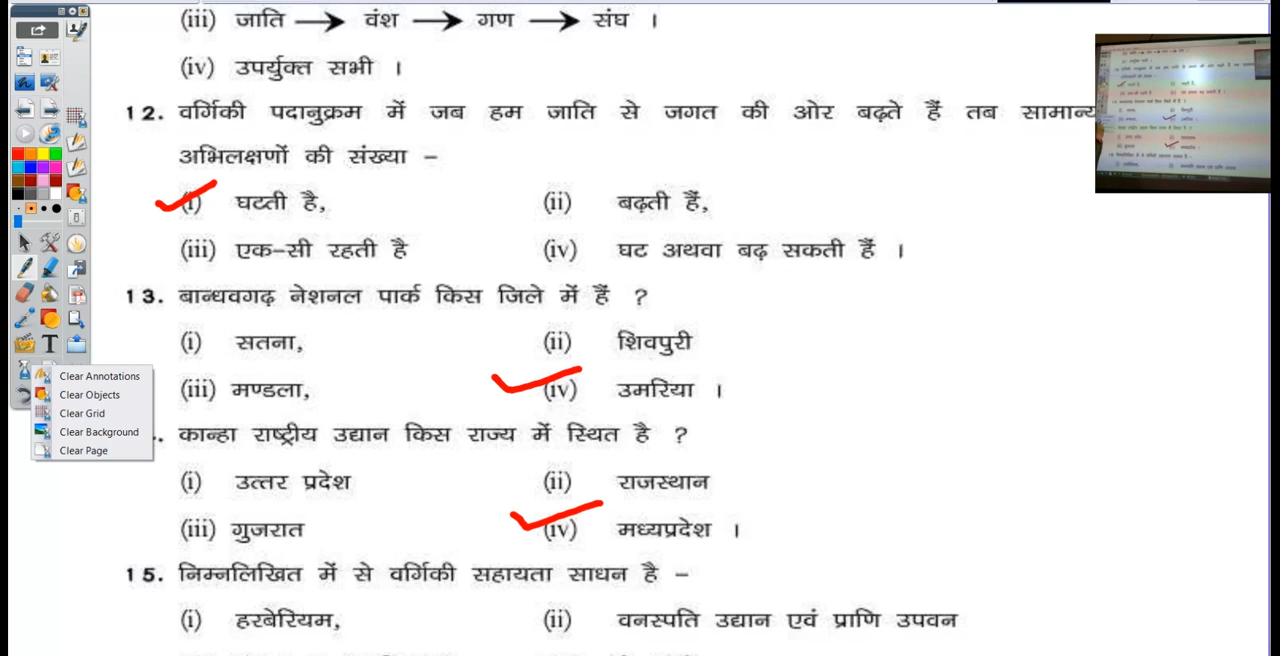 (iii) जाति → वंश → गण → संघ ।
(iv) उपर्युक्त सभी ।
12. वर्गिकी पदानुक्रम में जब हम जाति से जगत की ओर बढ़ते हैं तब सामान्य
अभिलक्षणों की संख्या –
(i) घटती है, (ii) बढ़ती हैं,
(iii) एक-सी रहती है (iv) घट अथवा बढ़ सकती हैं ।
13. बान्धवगढ़ नेशनल पार्क किस जिले में हैं ?
(i) सतना, (ii) शिवपुरी
(iii) मण्डला, (iv) उमरिया ।
Clear Annotations
Clear Objects
Clear Grid
Clear Background
Clear Page
. कान्हा राष्ट्रीय उद्यान किस राज्य में स्थित है ?
(i) उत्तर प्रदेश (ii) राजस्थान
(iii) गुजरात (iv) मध्यप्रदेश ।
15. निम्नलिखित में से वर्गिकी सहायता साधन है –
(i) हरबेरियम, (ii) वनस्पति उद्यान एवं प्राणि उपवन